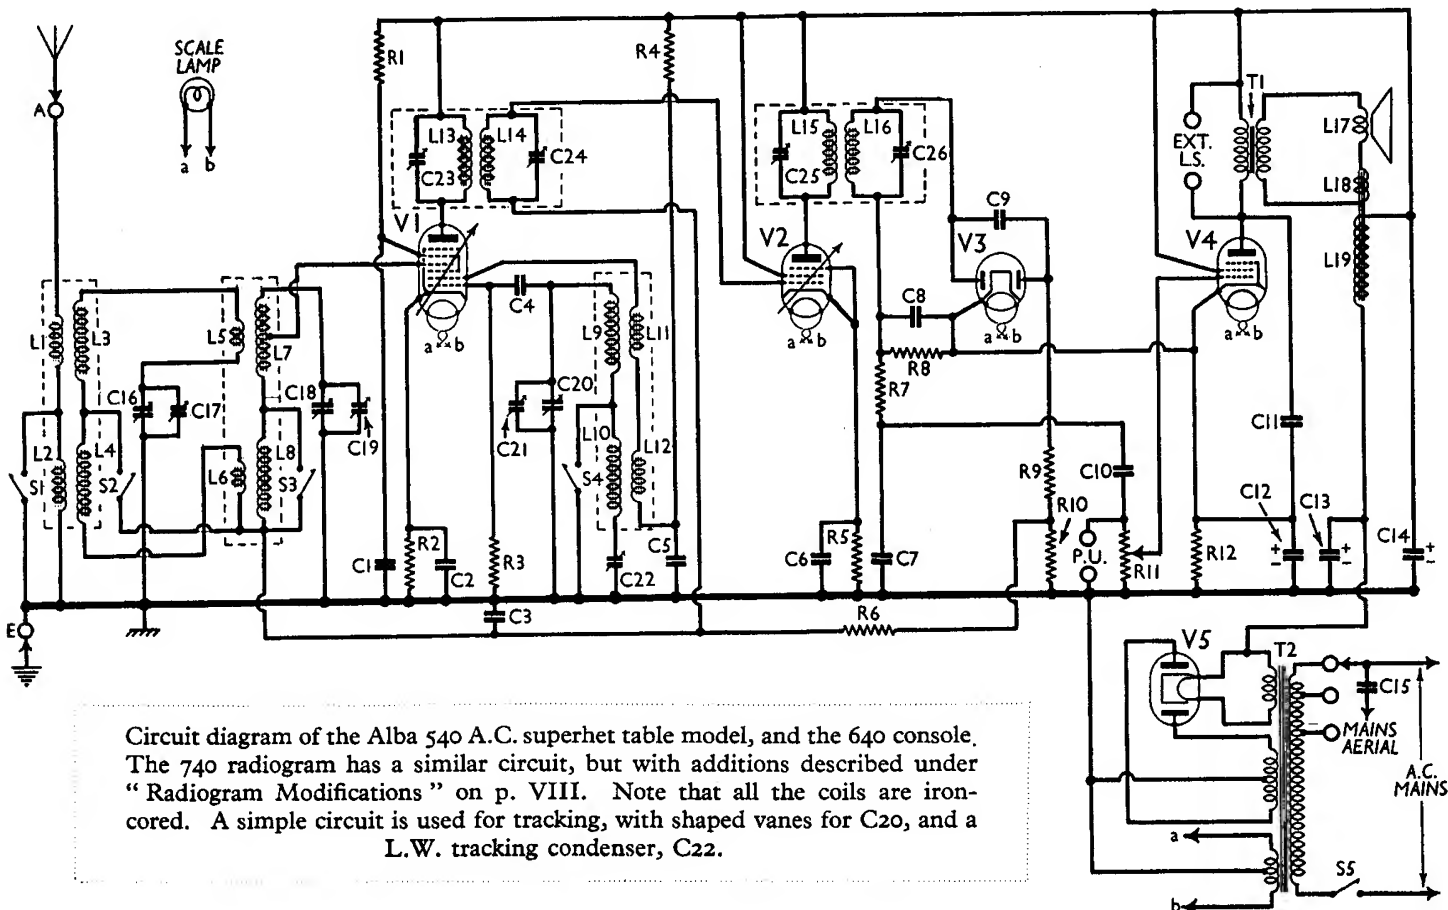 R1
R4
SCALE
LAMP
A
a b
L13
L14
C23
C24
V1
L15
L16
C25
C26
V2
C9
V3
T1
EXT.
L.S.
L17
L18
V4
L19
L1
L3
L5
L7
C4
L9
L11
C8
a b
a b
a b
a b
R8
R7
C16
C17
C18
C19
C20
C21
C11
L2
L4
L6
L8
L10
L12
S1
S2
S3
S4
R9
C10
R10
C12
C13
C1
R2
C2
R3
C22
C5
C6
R5
C7
P.U.
R11
R12
+
-
+
-
C14
+
-
E
C3
R6
V5
T2
C15
MAINS
AERIAL
A.C.
MAINS
a
S5
b
Circuit diagram of the Alba 540 A.C. superhet table model, and the 640 console.
The 740 radiogram has a similar circuit, but with additions described under
“ Radiogram Modifications ” on p. VIII. Note that all the coils are iron-
cored. A simple circuit is used for tracking, with shaped vanes for C20, and a
L.W. tracking condenser, C22.